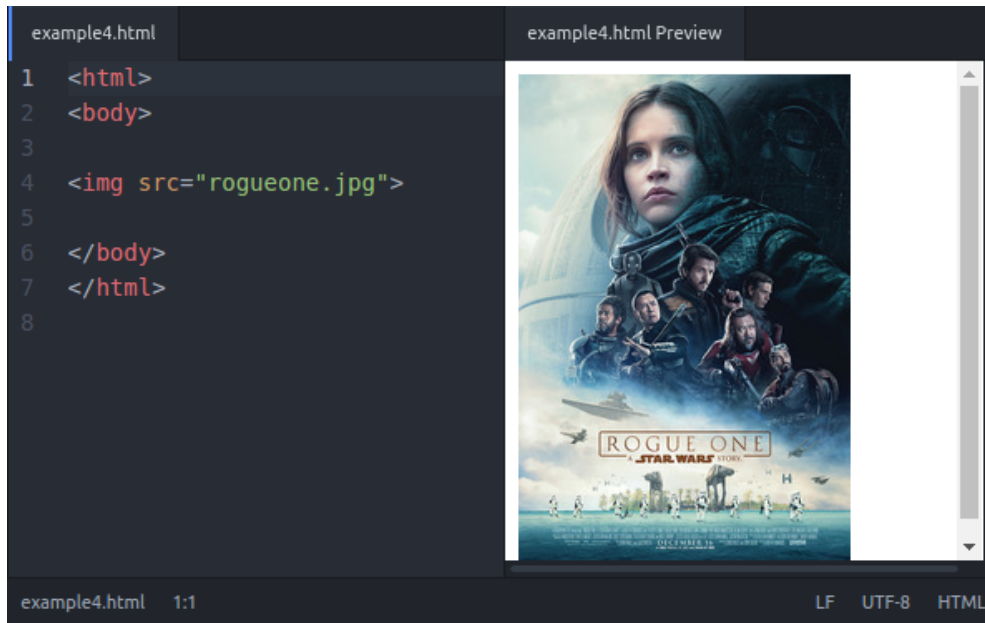 example4.html
example4.html Preview
1 <html>
2 <body>
3
4 <img src="rogueone.jpg">
5
6 </body>
7 </html>
8
ROGUE ONE
A STAR WARS STORY
DECEMBER 16
example4.html 1:1 LF UTF-8 HTML